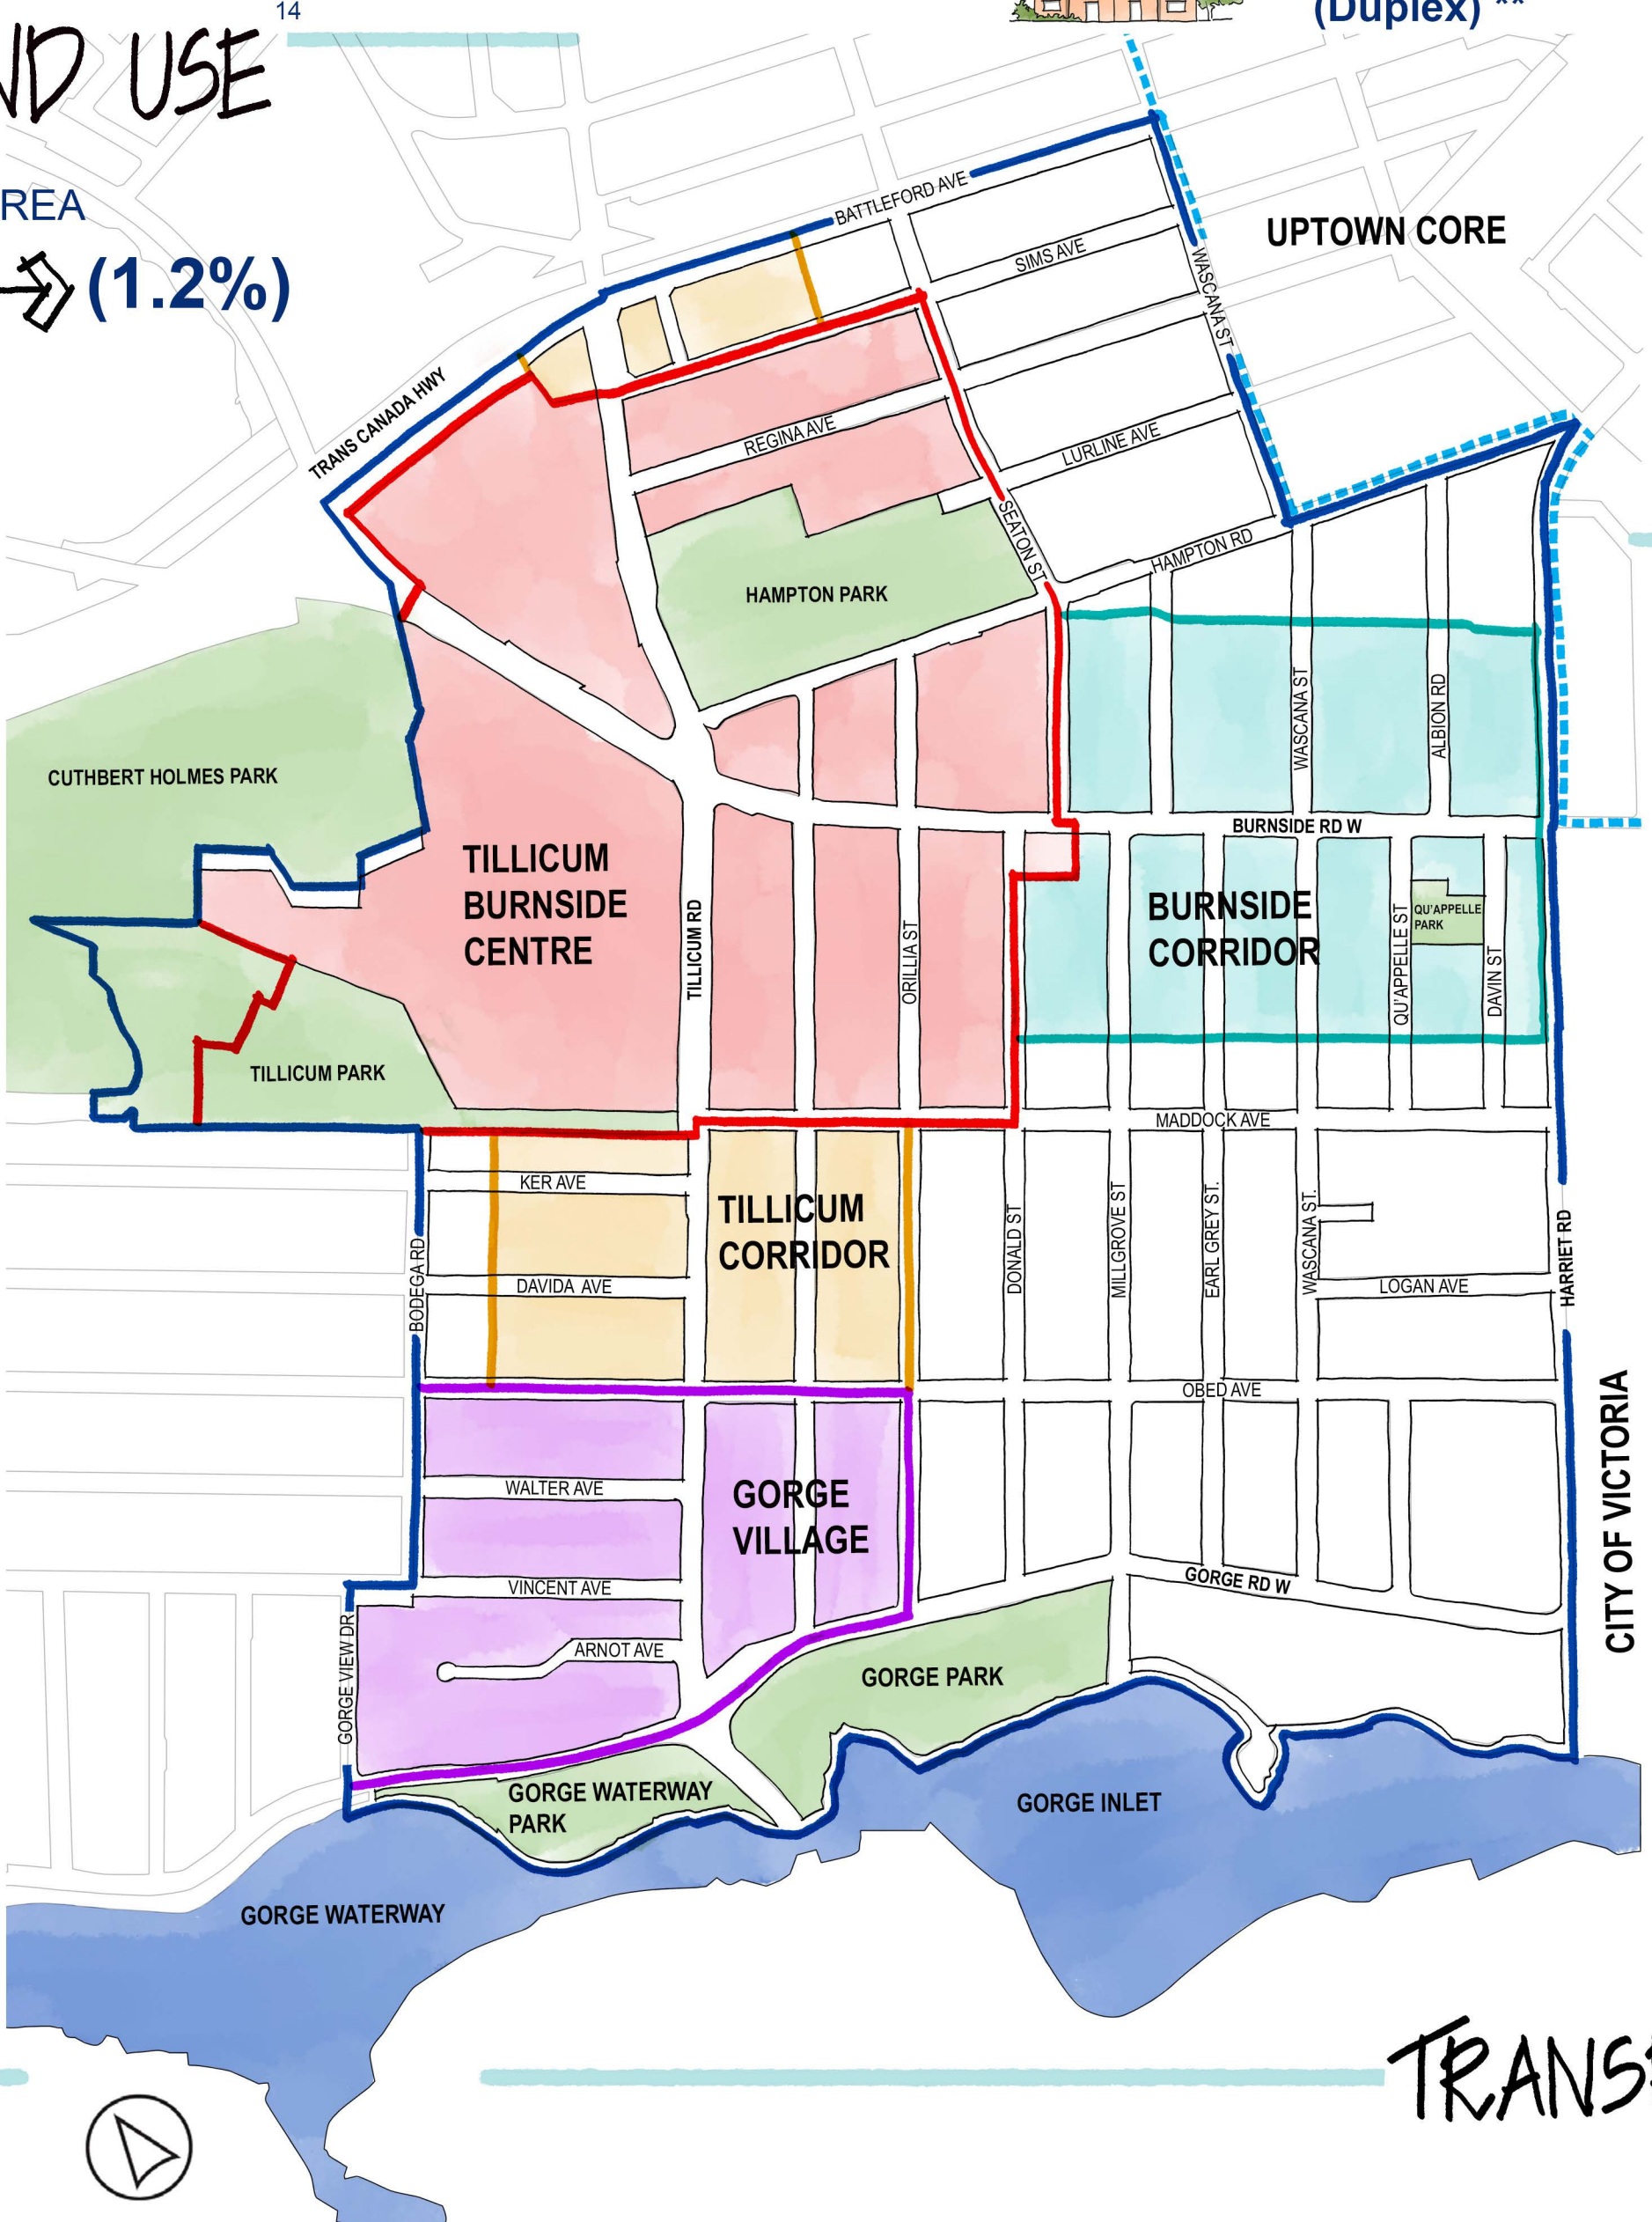 14
(Duplex) **
ND USE
REA
(1.2%)
BATTLEFORD AVE
SIMS AVE
UPTOWN CORE
WASCANA ST
TRANS CANADA HWY
REGINA AVE
LURLINE AVE
SEATON ST
HAMPTON RD
HAMPTON PARK
WASCANA ST
ALBION RD
CUTHBERT HOLMES PARK
BURNSIDE RD W
TILLICUM
BURNSIDE
CENTRE
TILLICUM RD
ORILLIA ST
BURNSIDE
CORRIDOR
QU'APPELLE ST
QU'APPELLE
PARK
DAVIN ST
TILLICUM PARK
MADDOCK AVE
KER AVE
TILLICUM
CORRIDOR
DONALD ST
MILLGROVE ST
EARL GREY ST.
WASCANA ST.
HARRIET RD
BODEGA RD
DAVIDA AVE
LOGAN AVE
OBED AVE
CITY OF VICTORIA
WALTER AVE
GORGE
VILLAGE
VINCENT AVE
GORGE RD W
GORGE VIEW DR
ARNOT AVE
GORGE PARK
GORGE WATERWAY
PARK
GORGE INLET
GORGE WATERWAY
TRANS